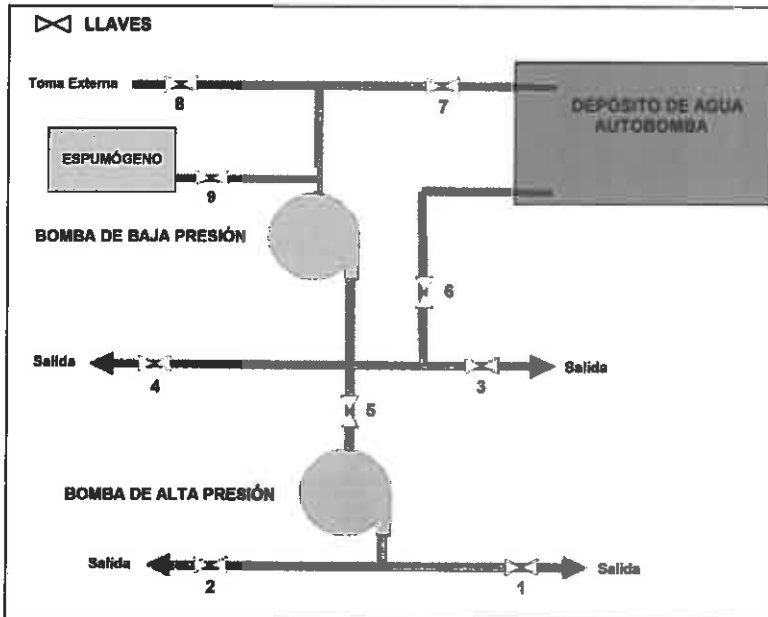 LLAVES
Toma Externa
8
7
DEPÓSITO DE AGUA
AUTOBOMBA
ESPUMÓGENO
9
BOMBA DE BAJA PRESIÓN
6
Salida
4
3
Salida
5
BOMBA DE ALTA PRESIÓN
Salida
2
1
Salida